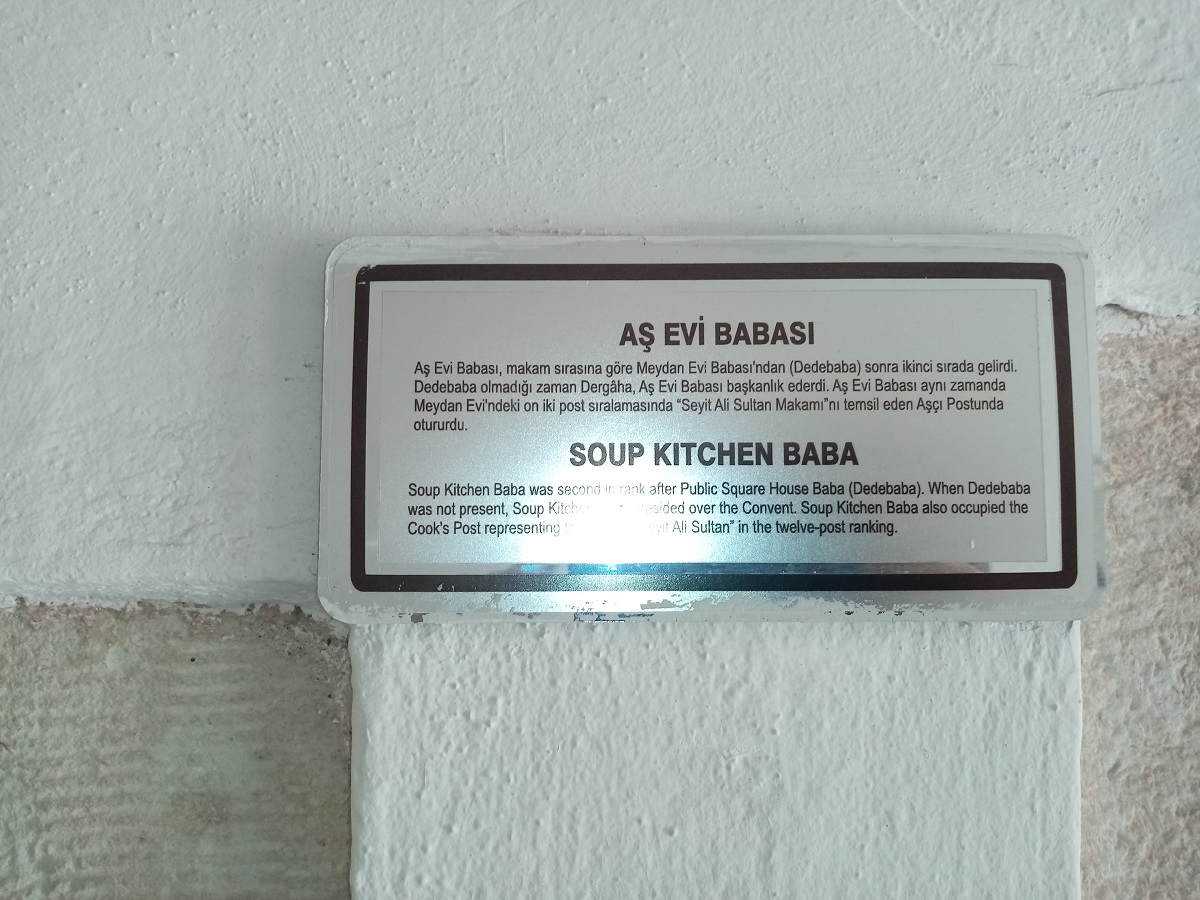 AŞ EVİ BABASI
Aş Evi Babası, makam sırasına göre Meydan Evi Babası'ndan (Dedebaba) sonra ikinci sırada gelirdi.
Dedebaba olmadığı zaman Dergâha, Aş Evi Babası başkanlık ederdi. Aş Evi Babası aynı zamanda
Meydan Evi'ndeki on iki post sıralamasında “Seyit Ali Sultan Makamı”nı temsil eden Aşçı Postunda
otururdu.
SOUP KITCHEN BABA
Soup Kitchen Baba was second in rank after Public Square House Baba (Dedebaba). When Dedebaba
was not present, Soup Kitchen presided over the Convent. Soup Kitchen Baba also occupied the
Cook's Post representing Seyit Ali Sultan” in the twelve-post ranking.